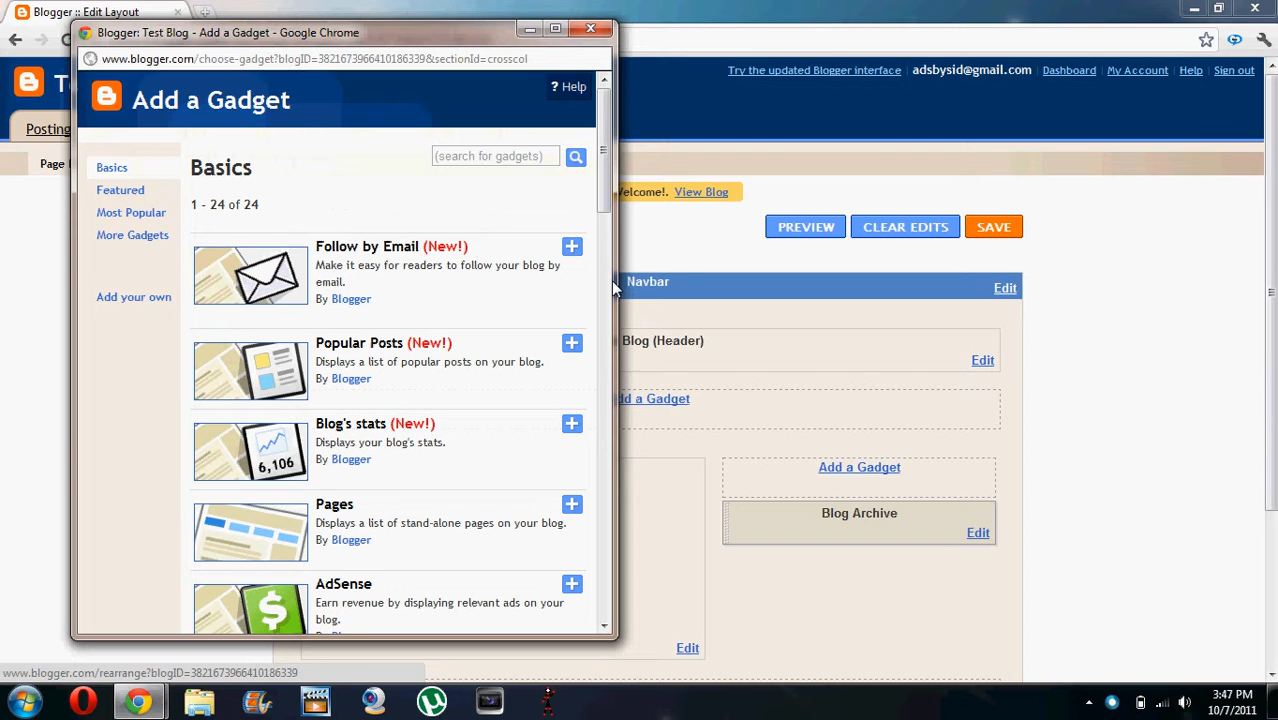 Blogger :: Edit Layout
Blogger: Test Blog - Add a Gadget - Google Chrome
www.blogger.com/choose-gadget?blogID=3821673966410186339&sectionId=crosscol
Try the updated Blogger interface adsbysid@gmail.com Dashboard My Account Help Sign out
Add a Gadget
? Help
Posting
Page
Basics
Featured
Most Popular
More Gadgets
Add your own
Basics
(search for gadgets)
1 - 24 of 24
Follow by Email (New!)
Make it easy for readers to follow your blog by
email.
By Blogger
Popular Posts (New!)
Displays a list of popular posts on your blog.
By Blogger
Blog's stats (New!)
Displays your blog's stats.
By Blogger
6,106
Pages
Displays a list of stand-alone pages on your blog.
By Blogger
AdSense
Earn revenue by displaying relevant ads on your
blog.
$
Welcome!. View Blog
PREVIEW CLEAR EDITS SAVE
Navbar
Edit
Blog (Header)
Edit
Add a Gadget
Add a Gadget
Blog Archive
Edit
Edit
www.blogger.com/rearrange?blogID=3821673966410186339
3:47 PM
10/7/2011